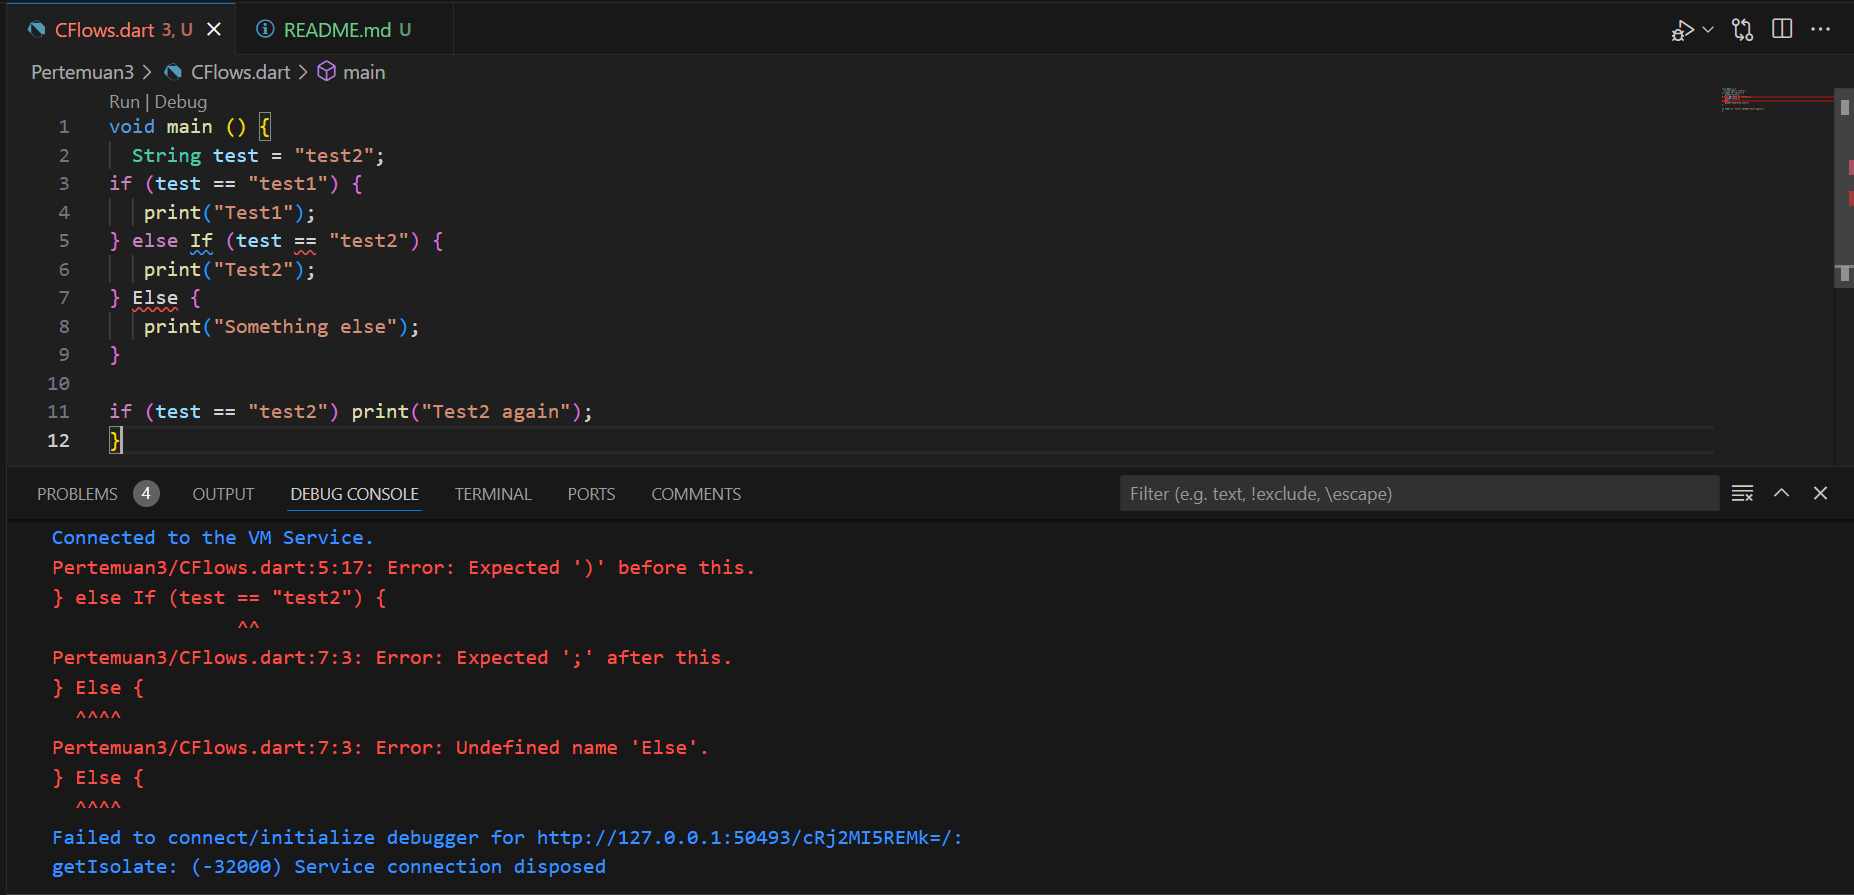 CFlows.dart 3, U
README.md U
Pertemuan3 > CFlows.dart > main
Run | Debug
1 void main () {
2 String test = "test2";
3 if (test == "test1") {
4 print("Test1");
5 } else If (test == "test2") {
6 print("Test2");
7 } Else {
8 print("Something else");
9 }
10
11 if (test == "test2") print("Test2 again");
12 }
PROBLEMS 4 OUTPUT DEBUG CONSOLE TERMINAL PORTS COMMENTS
Filter (e.g. text, !exclude, \escape)
Connected to the VM Service.
Pertemuan3/CFlows.dart:5:17: Error: Expected ')' before this.
} else If (test == "test2") {
^^
Pertemuan3/CFlows.dart:7:3: Error: Expected ';' after this.
} Else {
^^^^
Pertemuan3/CFlows.dart:7:3: Error: Undefined name 'Else'.
} Else {
^^^^
Failed to connect/initialize debugger for http://127.0.0.1:50493/cRj2MI5REMk=/:
getIsolate: (-32000) Service connection disposed